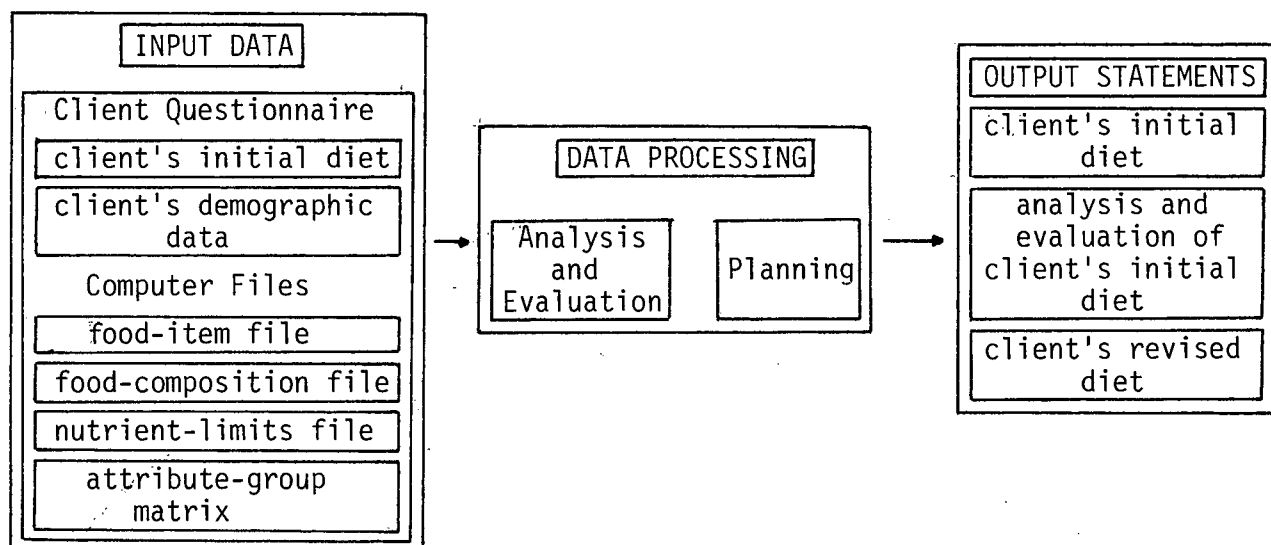 INPUT DATA
Client Questionnaire
client's initial diet
client's demographic
data
Computer Files
food-item file
food-composition file
nutrient-limits file
attribute-group
matrix
DATA PROCESSING
Analysis
and
Evaluation
Planning
OUTPUT STATEMENTS
client's initial
diet
analysis and
evaluation of
client's initial
diet
client's revised
diet